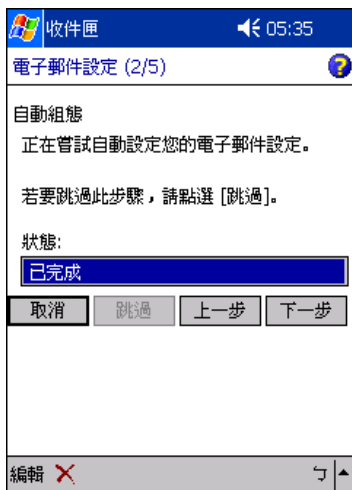 收件匣 05:35
電子郵件設定 (2/5)
自動組態
正在嘗試自動設定您的電子郵件設定。
若要跳過此步驟，請點選 [跳過]。
狀態:
已完成
取消 跳過 上一步 下一步
編輯 ㄅ